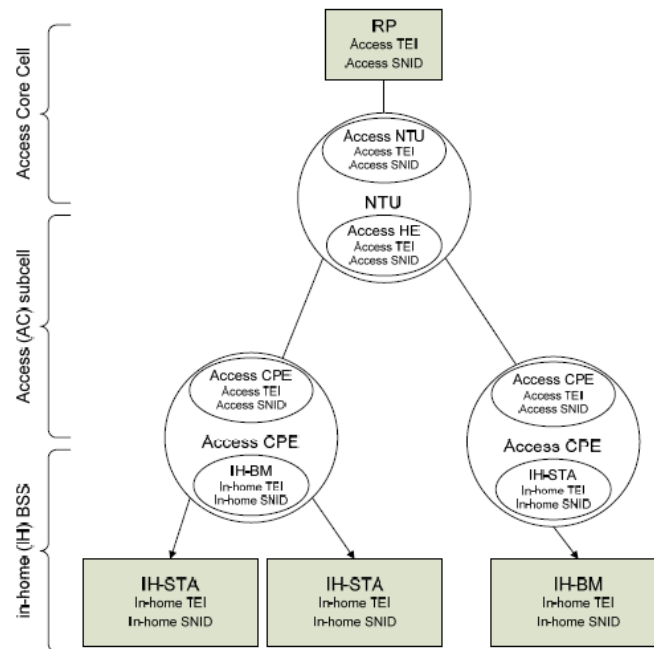 RP
Access TEI
Access SNID
Access Core Cell
Access NTU
Access TEI
Access SNID
NTU
Access HE
Access TEI
Access SNID
Access (AC) subcell
Access CPE
Access TEI
Access SNID
Access CPE
IH-BM
In-home TEI
In-home SNID
Access CPE
Access TEI
Access SNID
Access CPE
IH-STA
In-home TEI
In-home SNID
in-home (IH) BSS
IH-STA
In-home TEI
In-home SNID
IH-STA
In-home TEI
In-home SNID
IH-BM
In-home TEI
In-home SNID